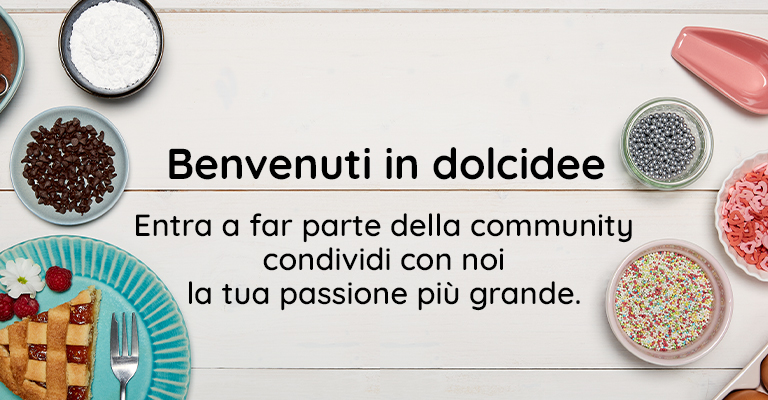 Benvenuti in dolcidee
Entra a far parte della community
condividi con noi
la tua passione più grande.